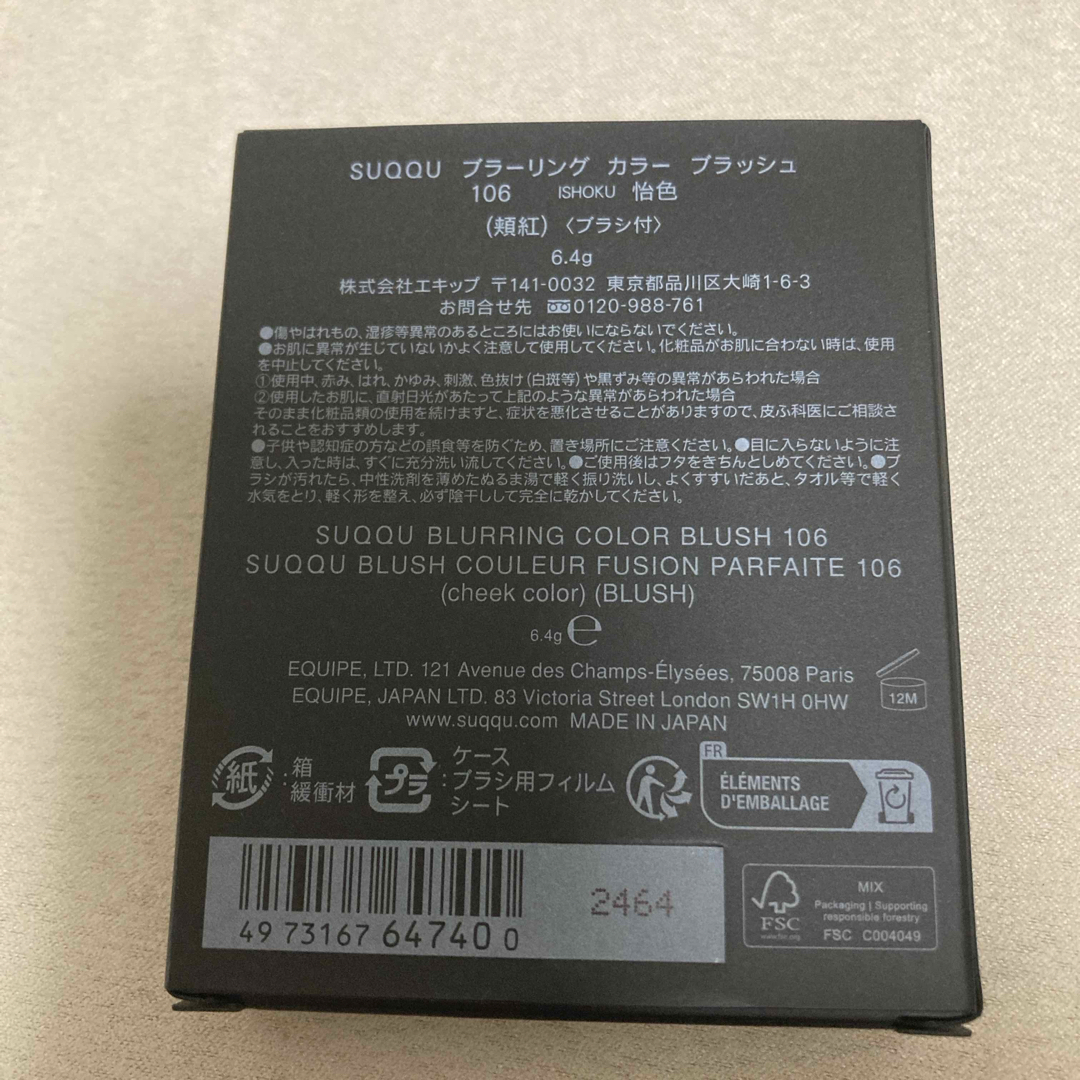 SUQQU ブラーリング カラー ブラッシュ
106 ISHOKU 怡色
(頬紅)〈ブラシ付〉
6.4g
株式会社エキップ 〒141-0032 東京都品川区大崎1-6-3
お問合せ先 0120-988-761
●傷やはれもの、湿疹等異常のあるところにはお使いにならないでください。
●お肌に異常が生じていないかよく注意して使用してください。化粧品がお肌に合わない時は、使用
を中止してください。
①使用中、赤み、はれ、かゆみ、刺激、色抜け(白斑等)や黒ずみ等の異常があらわれた場合
②使用したお肌に、直射日光があたって上記のような異常があらわれた場合
そのまま化粧品類の使用を続けますと、症状を悪化させることがありますので、皮ふ科医にご相談さ
れることをおすすめします。
●子供や認知症の方などの誤食等を防ぐため、置き場所にご注意ください。●目に入らないように注
意し、入った時は、すぐに充分洗い流してください。●ご使用後はフタをきちんとしめてください。●ブ
ラシが汚れたら、中性洗剤を薄めたぬるま湯で軽く振り洗いし、よくすすいだあと、タオル等で軽く
水気をとり、軽く形を整え、必ず陰干しして完全に乾かしてください。
SUQQU BLURRING COLOR BLUSH 106
SUQQU BLUSH COULEUR FUSION PARFAITE 106
(cheek color) (BLUSH)
6.4g ℮
EQUIPE, LTD. 121 Avenue des Champs-Élysées, 75008 Paris
EQUIPE, JAPAN LTD. 83 Victoria Street London SW1H 0HW
www.suqqu.com MADE IN JAPAN
12M
紙 : 箱
緩衝材
プラ : ケース
ブラシ用フィルム
シート
FR
ÉLÉMENTS
D'EMBALLAGE
49 73167 64740 0
2464
FSC
www.fsc.org
MIX
Packaging | Supporting
responsible forestry
FSC C004049